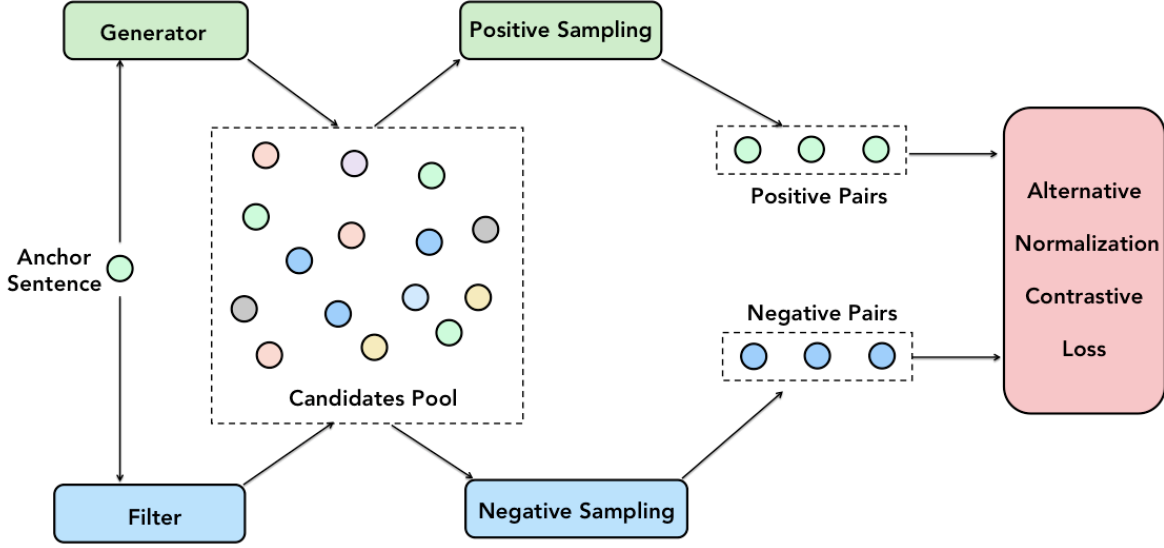 Generator
Positive Sampling
Positive Pairs
Anchor
Sentence
Candidates Pool
Negative Pairs
Filter
Negative Sampling
Alternative
Normalization
Contrastive
Loss